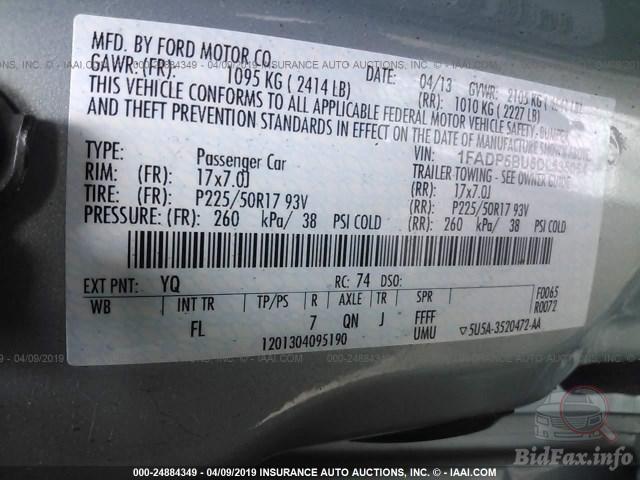 MFD. BY FORD MOTOR CO.
DATE: 04/13 GVWR: 2105 KG
GAWR: (FR): 1095 KG ( 2414 LB) (RR): 1010 KG ( 2227 LB)
THIS VEHICLE CONFORMS TO ALL APPLICABLE FEDERAL MOTOR VEHICLE SAFETY, BUMPER,
AND THEFT PREVENTION STANDARDS IN EFFECT ON THE DATE OF MANUFACTURE SHOWN ABOVE.
VIN:
TYPE: Passenger Car TRAILER TOWING - SEE OWNER GUIDE
RIM: (FR): 17x7.0J (RR): 17x7.0J
TIRE: (FR): P225/50R17 93V (RR): P225/50R17 93V
PRESSURE: (FR): 260 kPa/ 38 PSI COLD (RR): 260 kPa/ 38 PSI COLD
EXT PNT: YQ RC: 74 DSO: F0065
WB INT TR TP/PS R AXLE TR SPR R0072
FL 7 QN J FFFF
1201304095190 UMU ▽5U5A-3520472-AA
000-24884349 - 04/09/2019 INSURANCE AUTO AUCTIONS, INC. - © IAAI.COM
BidFax.info